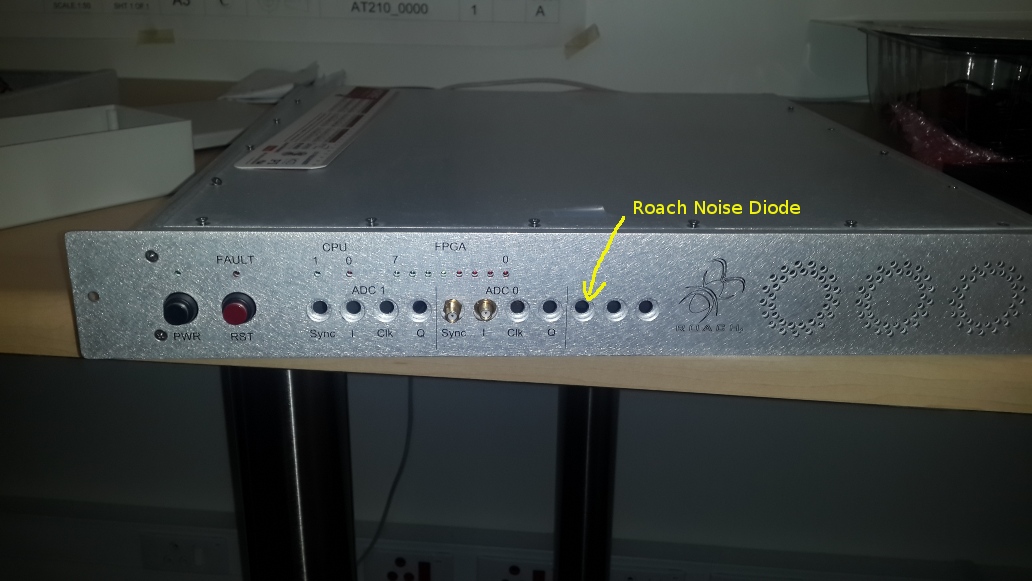 AT210_0000
1
A
Roach Noise Diode
CPU
FPGA
1 0 7 0
FAULT
ADC 1
ADC 0
Sync I Clk Q Sync I Clk Q
PWR RST
ROACH